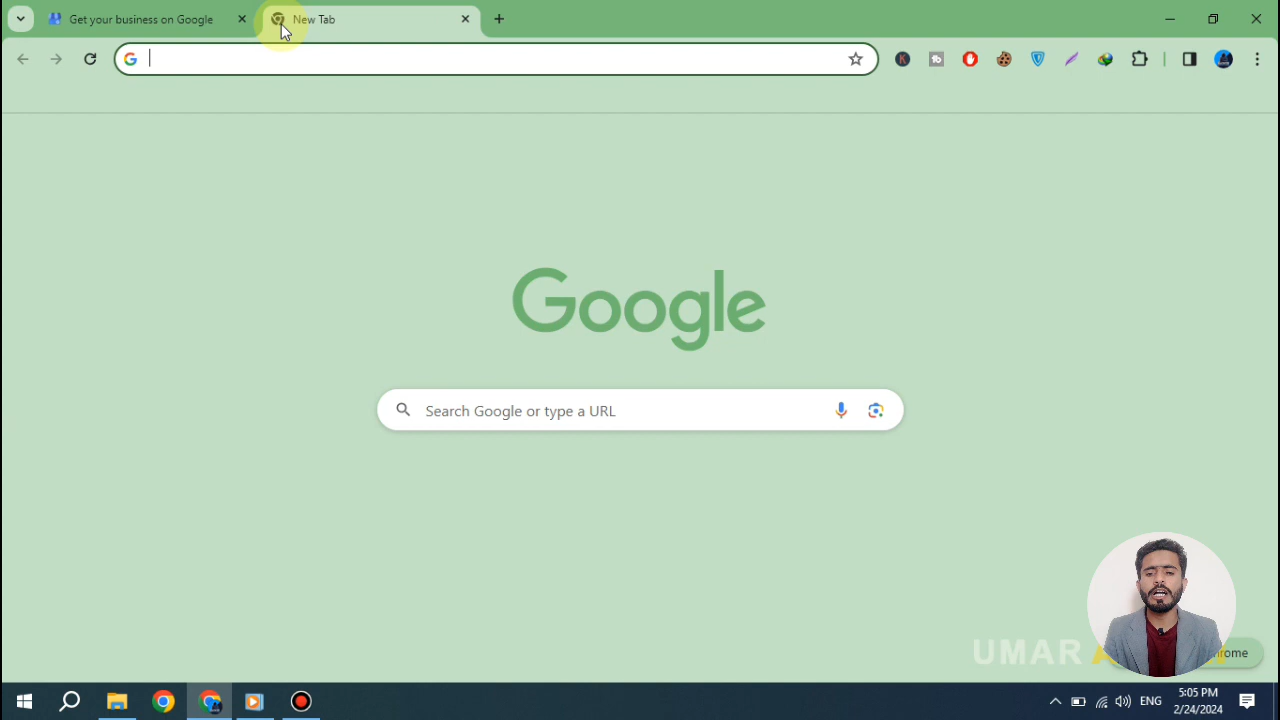 Get your business on Google
New Tab
Google
Search Google or type a URL
UMAR
hrome
ENG
5:05 PM
2/24/2024